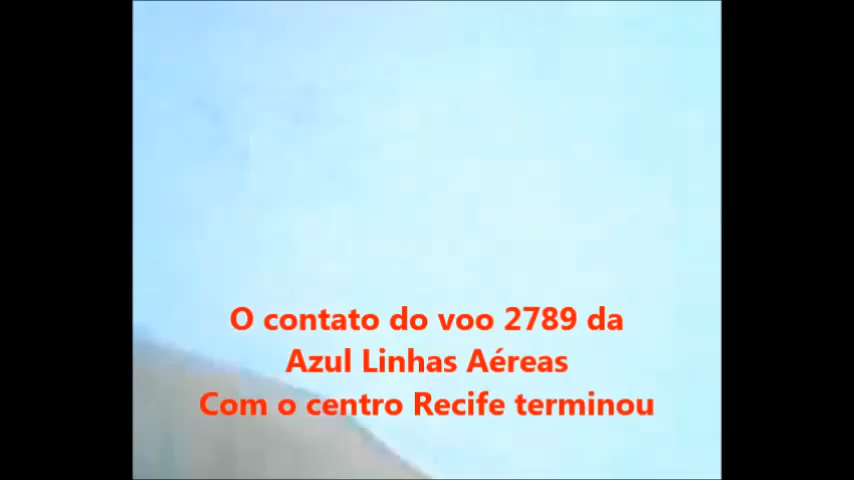 O contato do voo 2789 da
Azul Linhas Aéreas
Com o centro Recife terminou